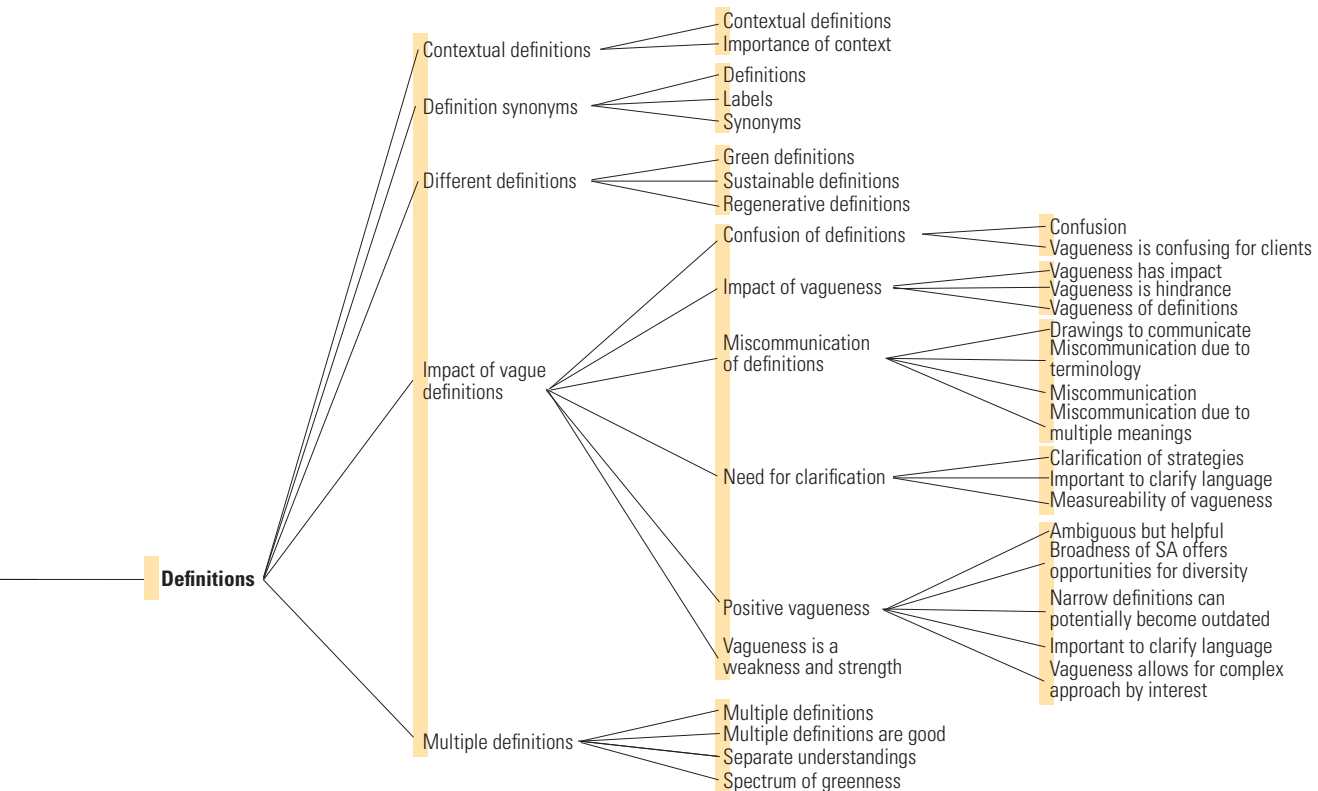 Contextual definitions
Importance of context
Contextual definitions
Definitions
Labels
Synonyms
Definition synonyms
Green definitions
Sustainable definitions
Regenerative definitions
Different definitions
Confusion of definitions
Confusion
Vagueness is confusing for clients
Impact of vagueness
Vagueness has impact
Vagueness is hindrance
Vagueness of definitions
Miscommunication
of definitions
Drawings to communicate
Miscommunication due to
terminology
Miscommunication
Miscommunication due to
multiple meanings
Impact of vague
definitions
Need for clarification
Clarification of strategies
Important to clarify language
Measureability of vagueness
Definitions
Positive vagueness
Ambiguous but helpful
Broadness of SA offers
opportunities for diversity
Narrow definitions can
potentially become outdated
Important to clarify language
Vagueness allows for complex
approach by interest
Vagueness is a
weakness and strength
Multiple definitions
Multiple definitions
Multiple definitions are good
Separate understandings
Spectrum of greenness